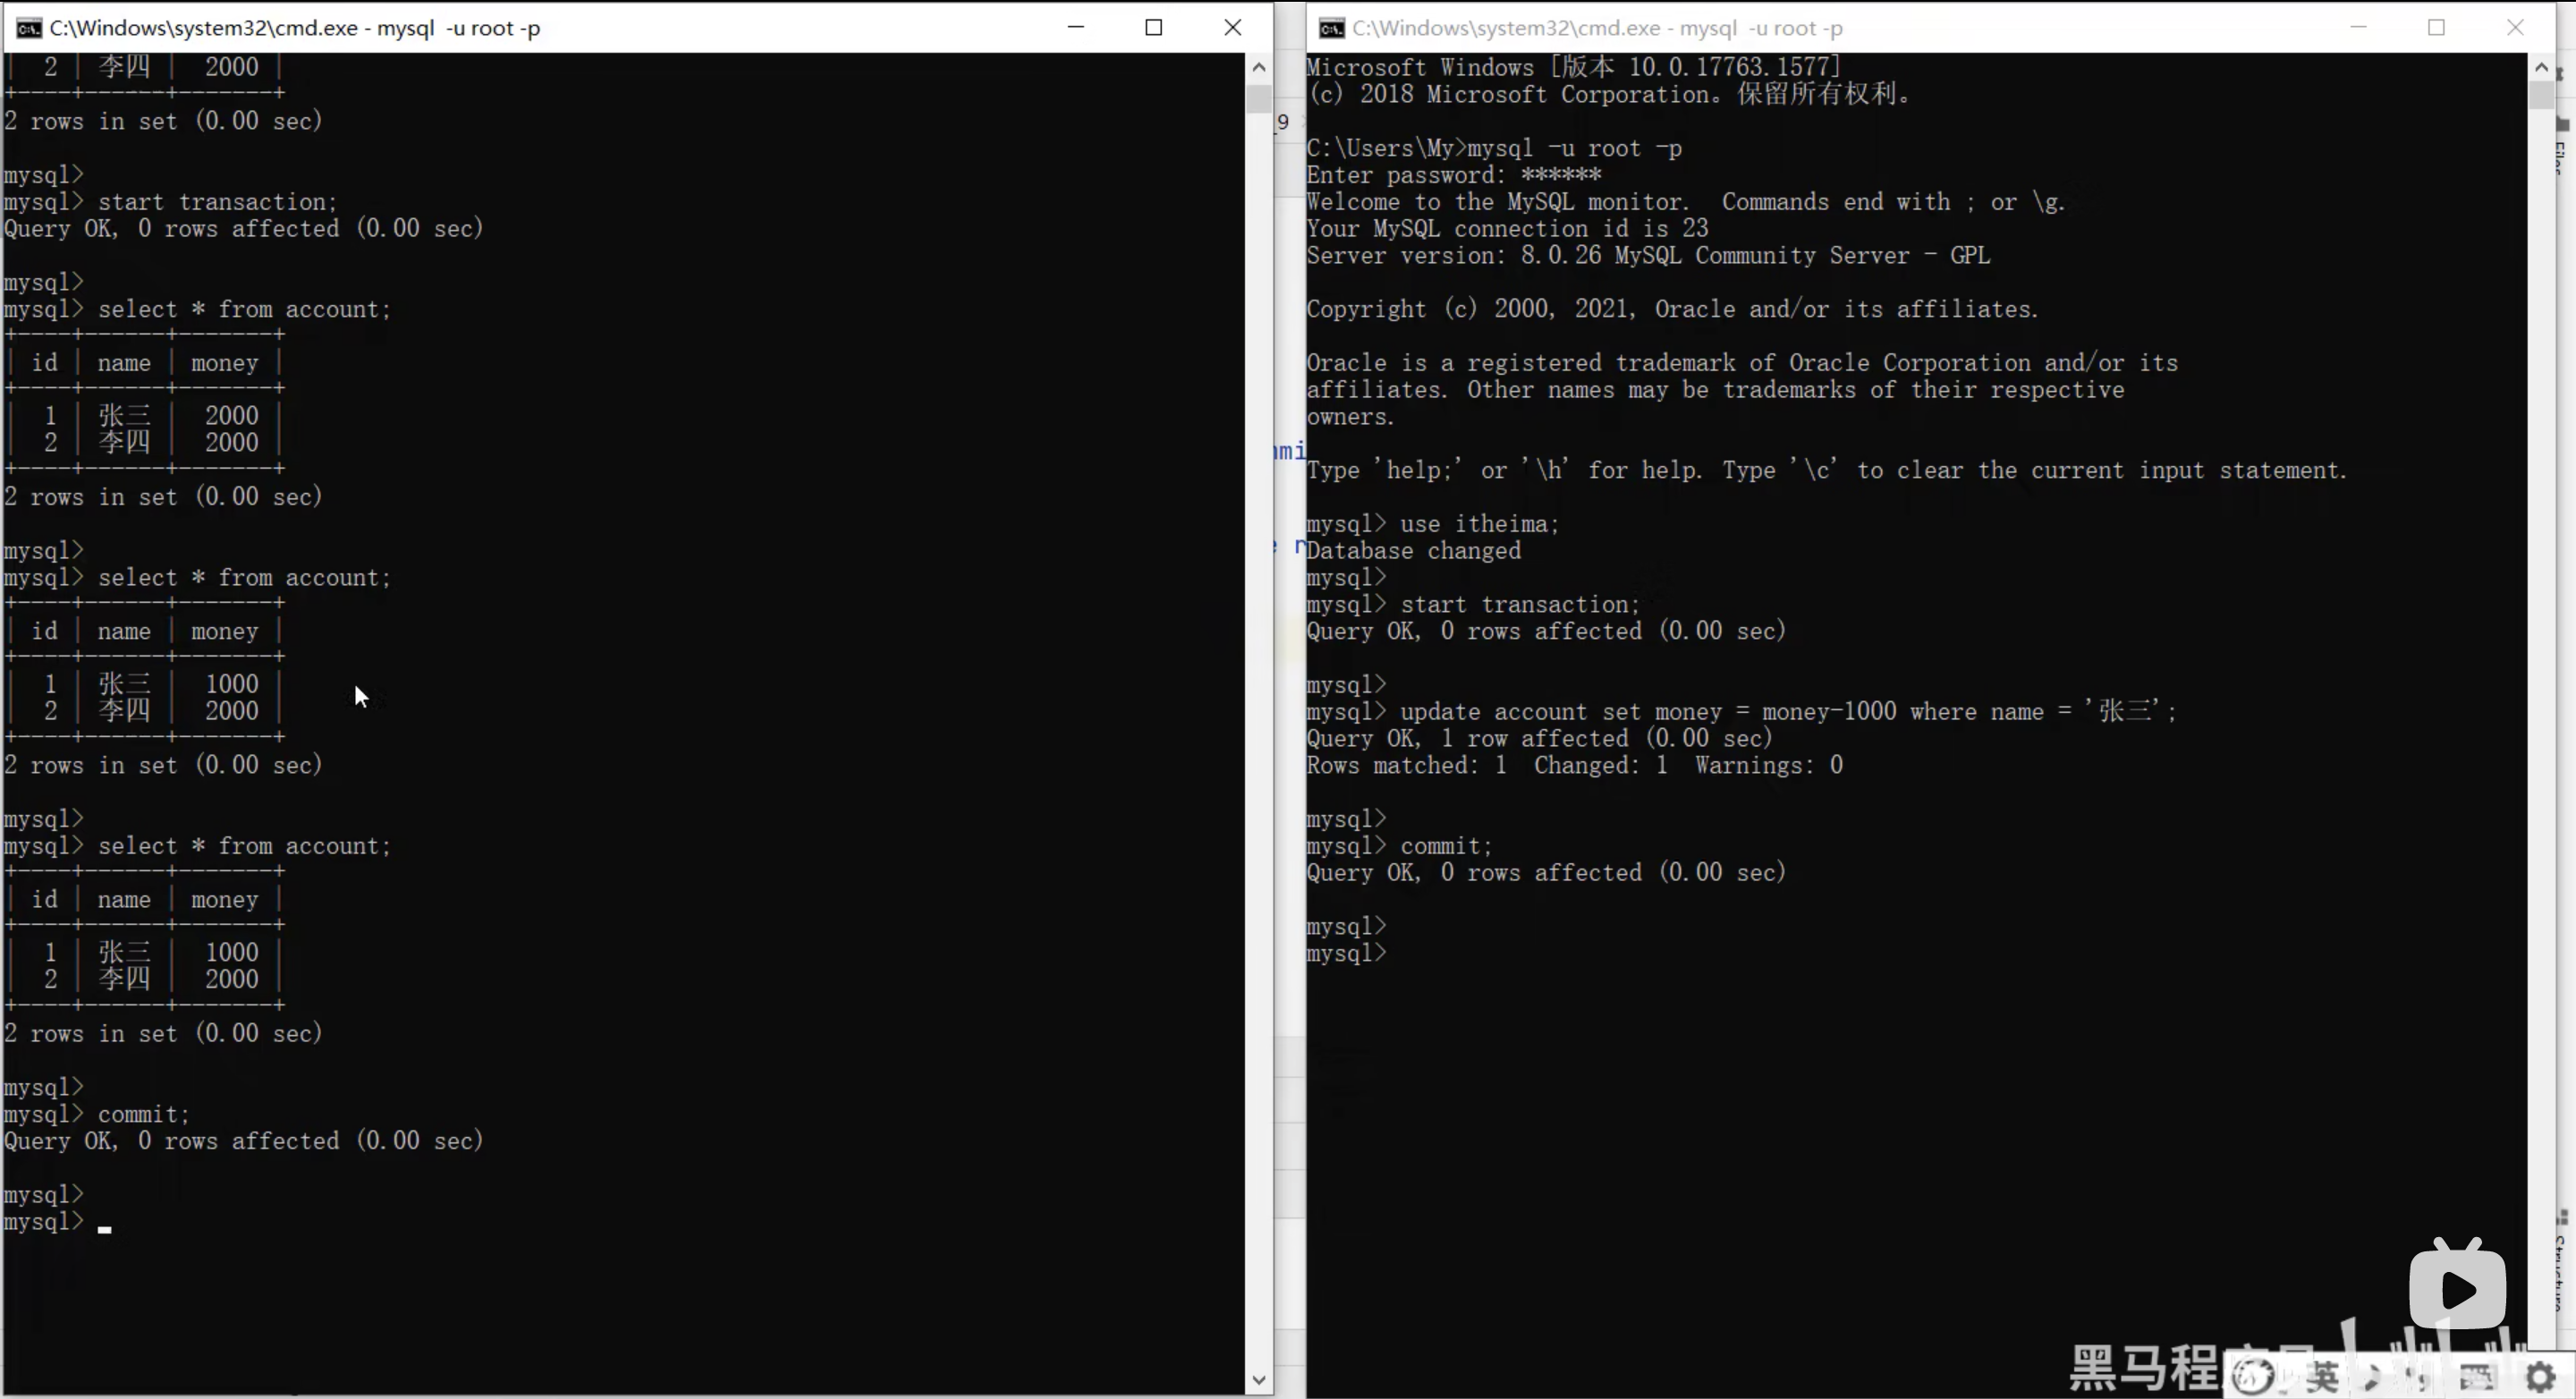 C:\Windows\system32\cmd.exe - mysql  -u root -p
|  2 | 李四 |  2000 |
+----+------+-------+
2 rows in set (0.00 sec)
mysql>
mysql> start transaction;
Query OK, 0 rows affected (0.00 sec)
mysql>
mysql> select * from account;
+----+------+-------+
| id | name | money |
+----+------+-------+
|  1 | 张三 |  2000 |
|  2 | 李四 |  2000 |
+----+------+-------+
2 rows in set (0.00 sec)
mysql>
mysql> select * from account;
+----+------+-------+
| id | name | money |
+----+------+-------+
|  1 | 张三 |  1000 |
|  2 | 李四 |  2000 |
+----+------+-------+
2 rows in set (0.00 sec)
mysql>
mysql> select * from account;
+----+------+-------+
| id | name | money |
+----+------+-------+
|  1 | 张三 |  1000 |
|  2 | 李四 |  2000 |
+----+------+-------+
2 rows in set (0.00 sec)
mysql>
mysql> commit;
Query OK, 0 rows affected (0.00 sec)
mysql>
mysql>
C:\Windows\system32\cmd.exe - mysql  -u root -p
Microsoft Windows [版本 10.0.17763.1577]
(c) 2018 Microsoft Corporation。保留所有权利。
C:\Users\My>mysql -u root -p
Enter password: ******
Welcome to the MySQL monitor.  Commands end with ; or \g.
Your MySQL connection id is 23
Server version: 8.0.26 MySQL Community Server - GPL
Copyright (c) 2000, 2021, Oracle and/or its affiliates.
Oracle is a registered trademark of Oracle Corporation and/or its
affiliates. Other names may be trademarks of their respective
owners.
Type 'help;' or '\h' for help. Type '\c' to clear the current input statement.
mysql> use itheima;
Database changed
mysql>
mysql> start transaction;
Query OK, 0 rows affected (0.00 sec)
mysql>
mysql> update account set money = money-1000 where name = '张三';
Query OK, 1 row affected (0.00 sec)
Rows matched: 1  Changed: 1  Warnings: 0
mysql>
mysql> commit;
Query OK, 0 rows affected (0.00 sec)
mysql>
mysql>
_9
Files
黑马程
英